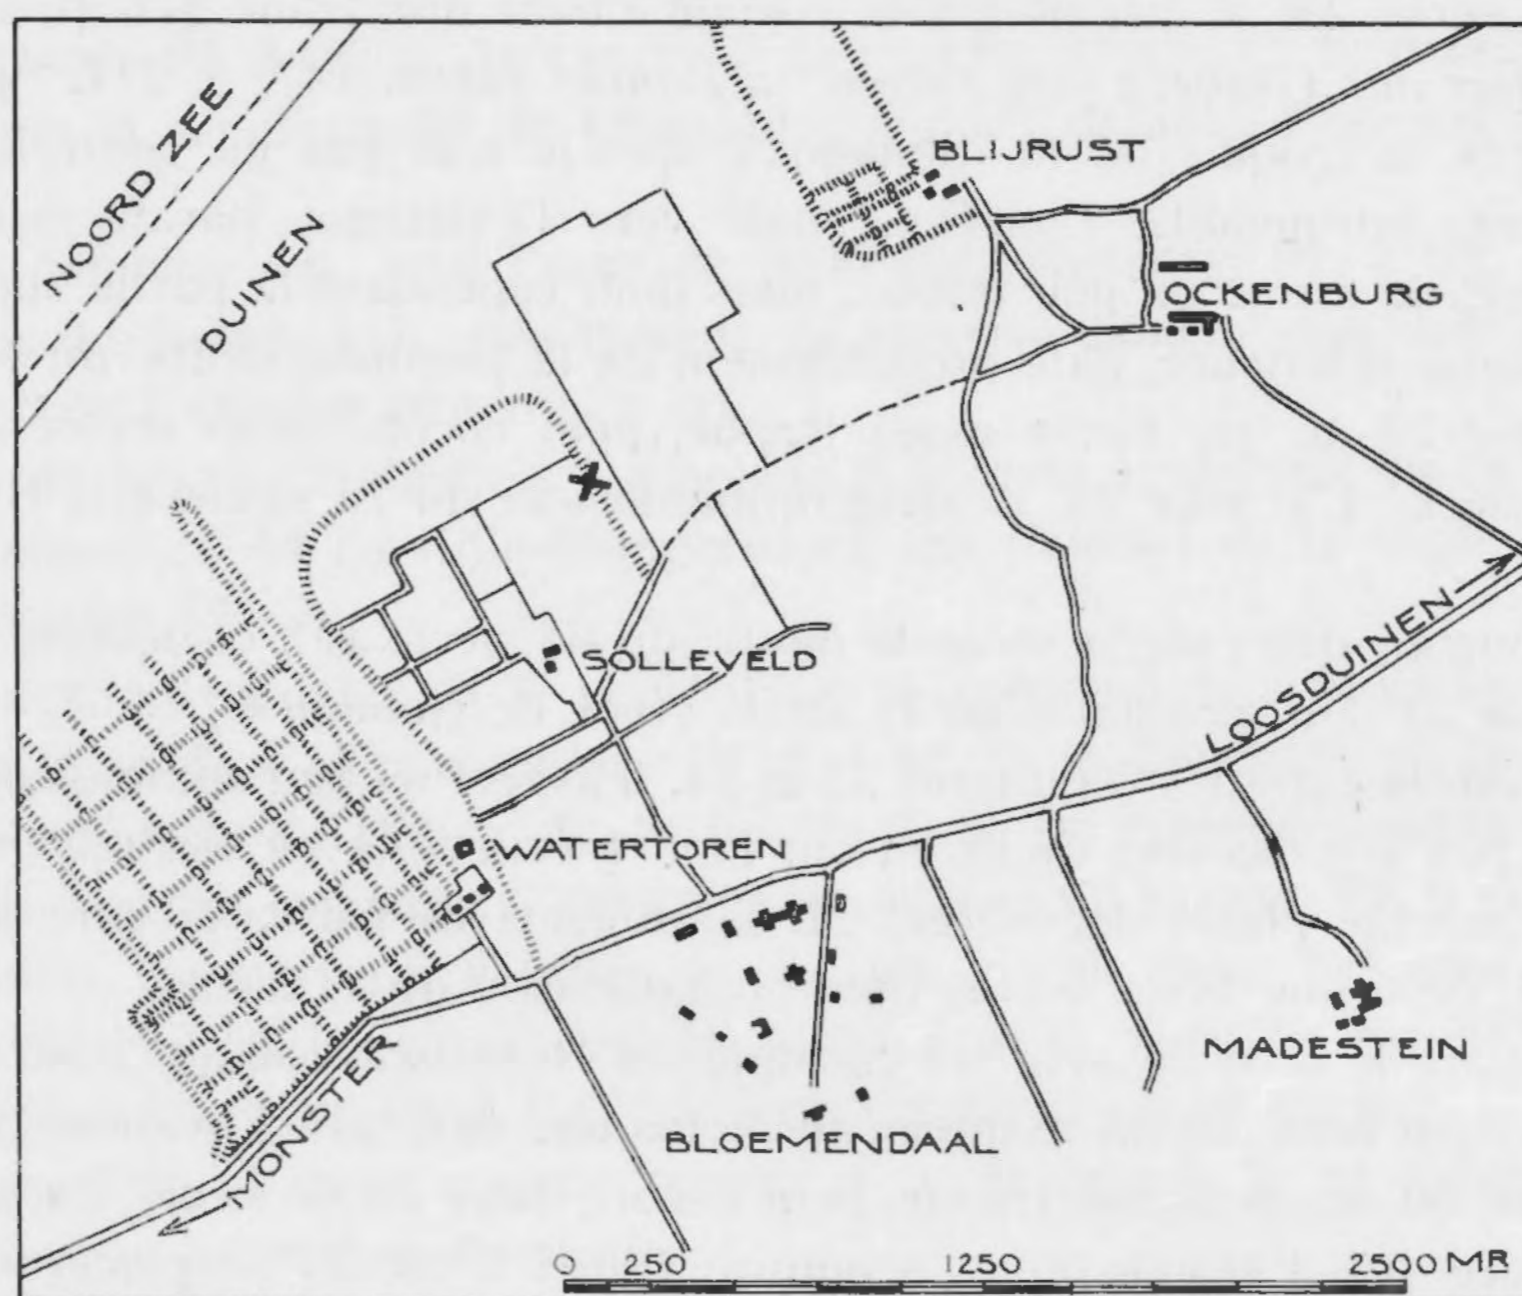 NOORD ZEE
DUINEN
BLIJRUST
OCKENBURG
SOLLEVELD
LOOSDUINEN
WATERTOREN
MADESTEIN
MONSTER
BLOEMENDAAL
0 250 1250 2500 MR